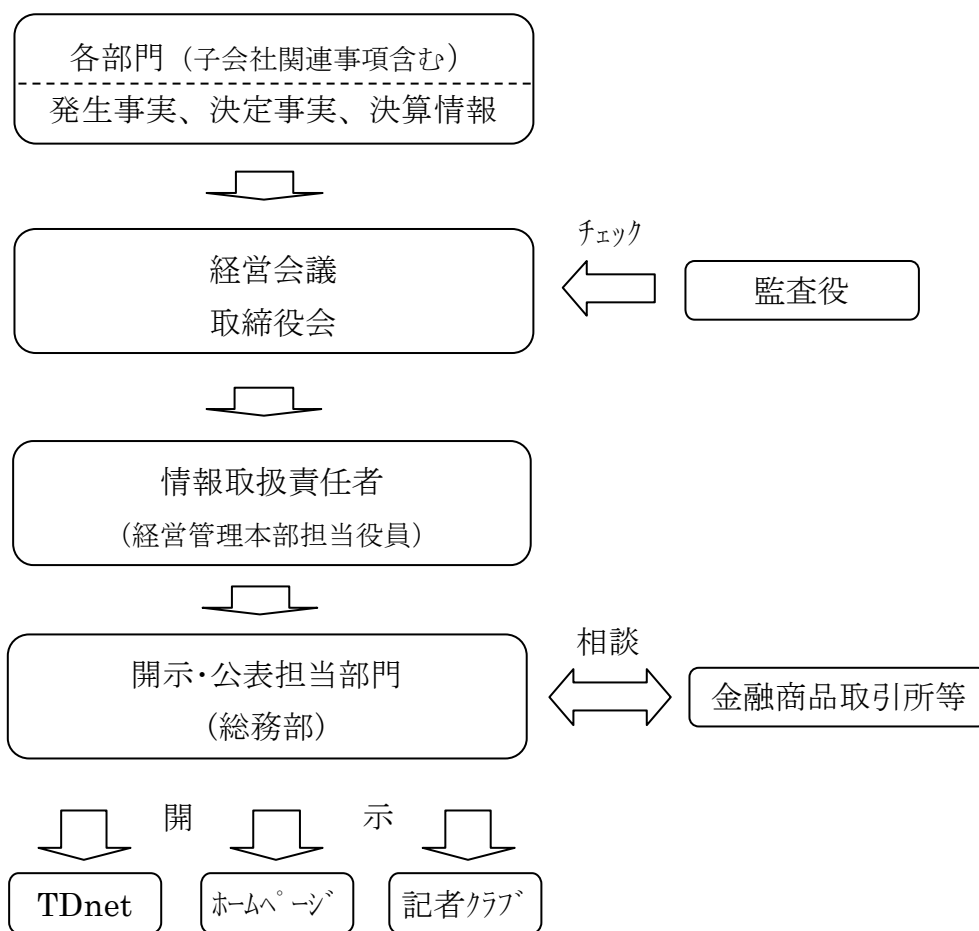 各部門（子会社関連事項含む）
発生事実、決定事実、決算情報
チェック
経営会議
取締役会
監査役
情報取扱責任者
（経営管理本部担当役員）
相談
開示・公表担当部門
（総務部）
金融商品取引所等
開　示
TDnet
ﾎｰﾑﾍﾟｰｼﾞ
記者ｸﾗﾌﾞ